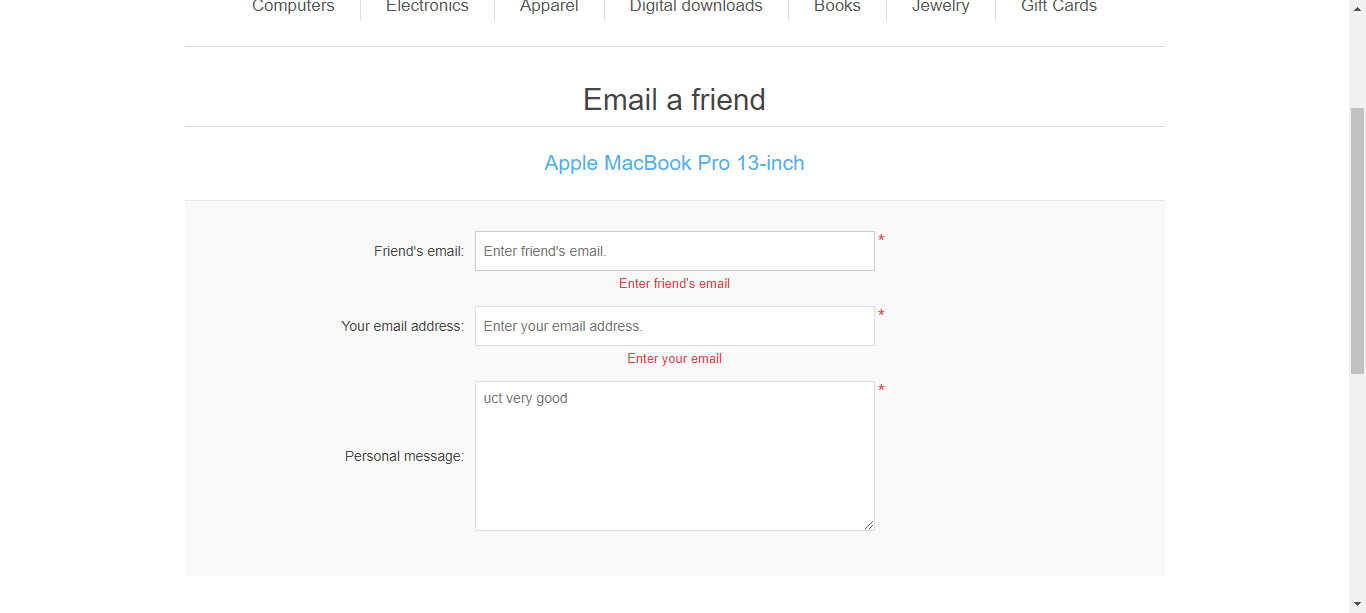 Computers Electronics Apparel Digital downloads Books Jewelry Gift Cards
Email a friend
Apple MacBook Pro 13-inch
Friend's email: Enter friend's email. *
Enter friend's email
Your email address: Enter your email address. *
Enter your email
uct very good *
Personal message: